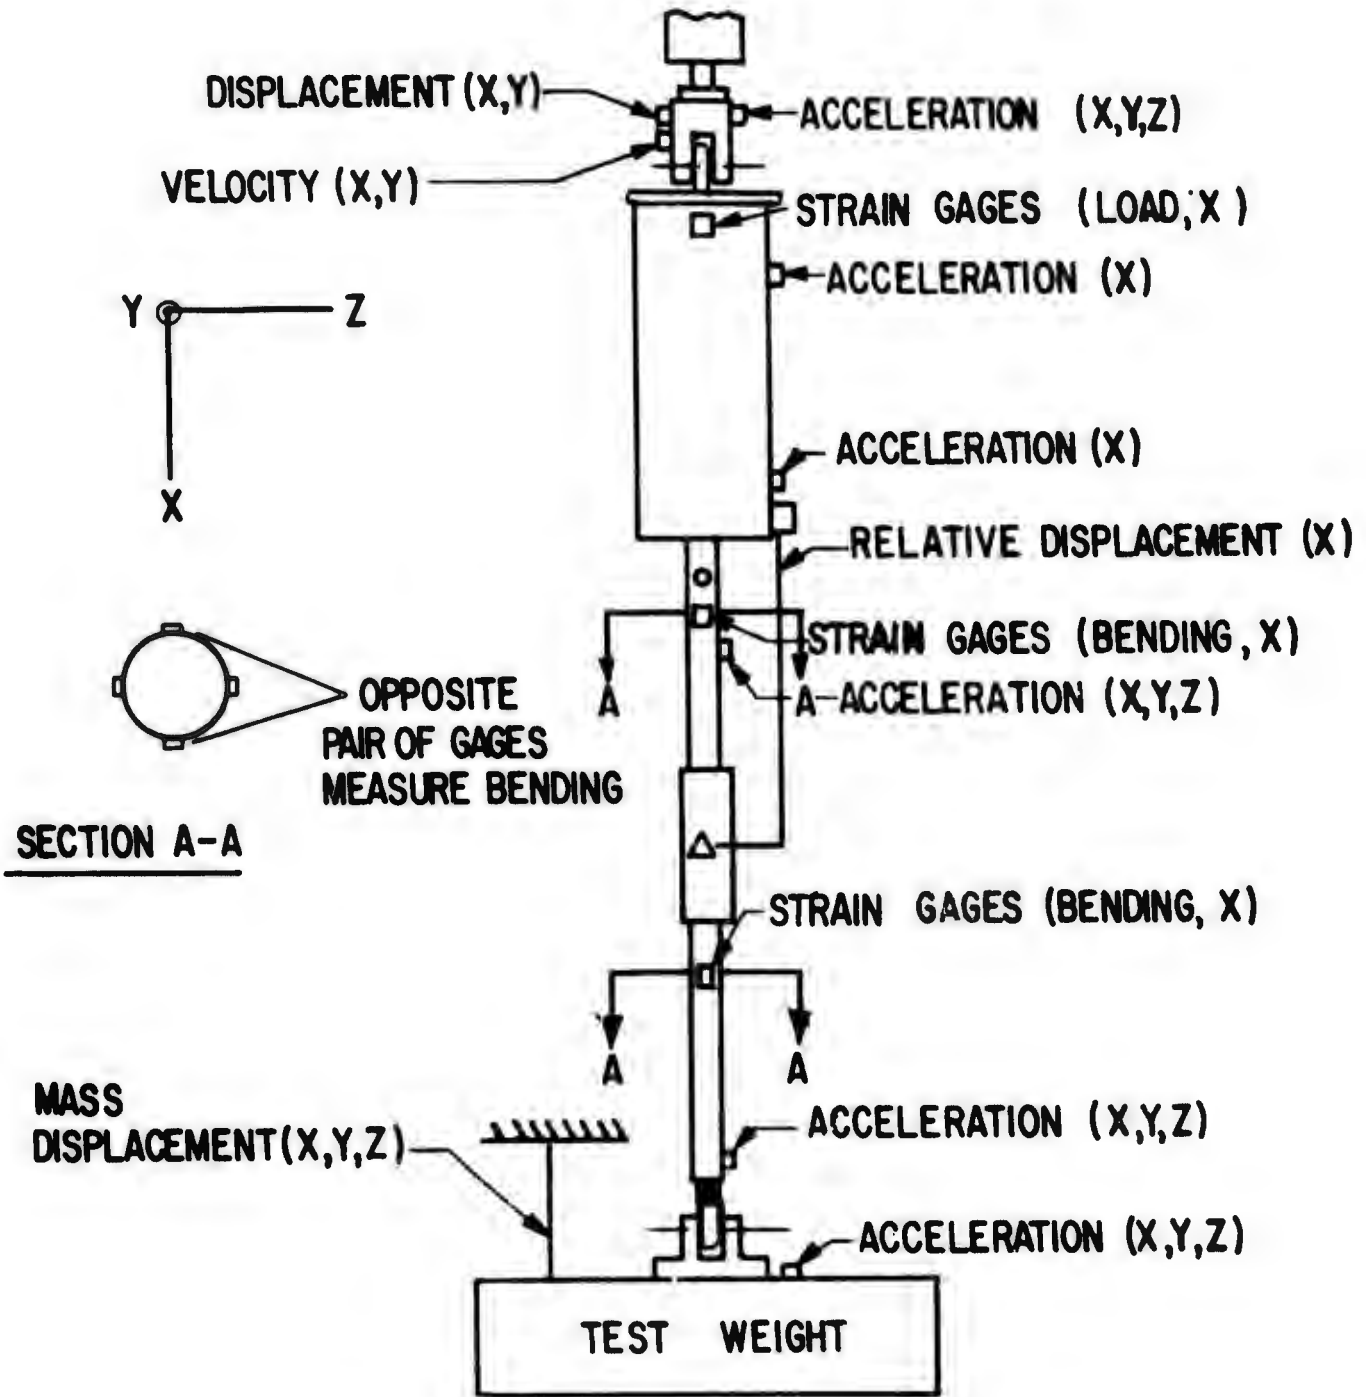 DISPLACEMENT (X,Y)
ACCELERATION (X,Y,Z)
VELOCITY (X,Y)
STRAIN GAGES (LOAD, X)
ACCELERATION (X)
Y Z
X
ACCELERATION (X)
RELATIVE DISPLACEMENT (X)
STRAIN GAGES (BENDING, X)
A A
ACCELERATION (X,Y,Z)
OPPOSITE
PAIR OF GAGES
MEASURE BENDING
SECTION A-A
STRAIN GAGES (BENDING, X)
A A
MASS
DISPLACEMENT (X,Y,Z)
ACCELERATION (X,Y,Z)
ACCELERATION (X,Y,Z)
TEST WEIGHT